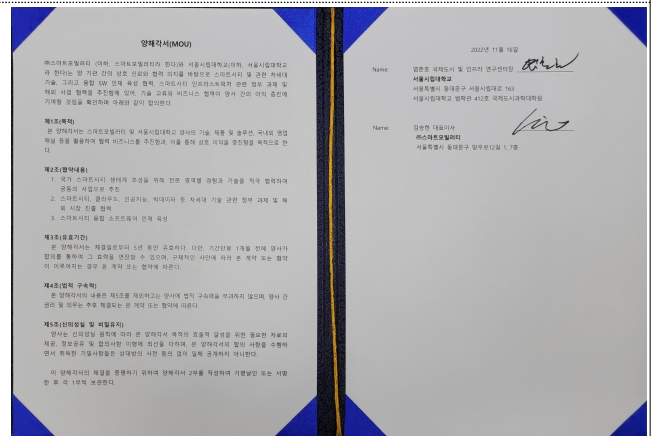 양해각서(MOU)
㈜스마트모빌리티 (이하, 스마트모빌리티라 한다)와 서울시립대학교(이하, 서울시립대학교
라 한다)는 양 기관 간의 상호 신뢰와 협력 의지를 바탕으로 스마트시티 및 관련 차세대
기술, 그리고 융합 SW 인재 육성 협력, 스마트시티 인프라스트럭처 관련 정부 과제 및
해외 사업 협력을 추진함에 있어, 기술 교류와 비즈니스 협력이 양사 간의 이익 증진에
기여할 것임을 확인하며 아래와 같이 합의한다.
제1조(목적)
본 양해각서는 스마트모빌리티 및 서울시립대학교 양사의 기술, 제품 및 솔루션, 국내외 영업
채널 등을 활용하여 협력 비즈니스를 추진함과, 이를 통해 상호 이익을 증진함을 목적으로 한
다.
제2조(협약내용)
1. 국가 스마트시티 생태계 조성을 위해 전문 영역별 경험과 기술을 적극 협력하여
공동의 사업으로 추진
2. 스마트시티, 클라우드, 인공지능, 빅데이터 등 차세대 기술 관련 정부 과제 및 해
외 시장 진출 협력
3. 스마트시티 융합 소프트웨어 인재 육성
제3조(유효기간)
본 양해각서는 체결일로부터 5년 동안 유효하다. 다만, 기간만료 1개월 전에 양사가
합의를 통하여 그 효력을 연장할 수 있으며, 구체적인 사안에 따라 본 계약 또는 협약
이 이루어지는 경우 본 계약 또는 협약에 따른다.
제4조(법적 구속력)
본 양해각서의 내용은 제5조를 제외하고는 양사에 법적 구속력을 부과하지 않으며, 양사 간
권리 및 의무는 추후 체결되는 본 계약 또는 협약에 따른다.
제5조(신의성실 및 비밀유지)
양사는 신의성실 원칙에 따라 본 양해각서 목적의 효율적 달성을 위한 필요한 자료의
제공, 정보공유 및 합의사항 이행에 최선을 다하며, 본 양해각서의 합의 사항을 수행하
면서 취득한 기밀사항들은 상대방의 사전 동의 없이 일체 공개하지 아니한다.
이 양해각서의 체결을 증명하기 위하여 양해각서 2부를 작성하여 기명날인 또는 서명
한 후 각 1부씩 보관한다.
2022년 11월 16일
Name: 국제도시 및 인프라 연구센터장
서울시립대학교
서울특별시 동대문구 서울시립대로 163
서울시립대학교 법학관 412호 국제도시과학대학원
Name: 김승현 대표이사
㈜스마트모빌리티
서울특별시 동대문구 망우로12길 1, 7층